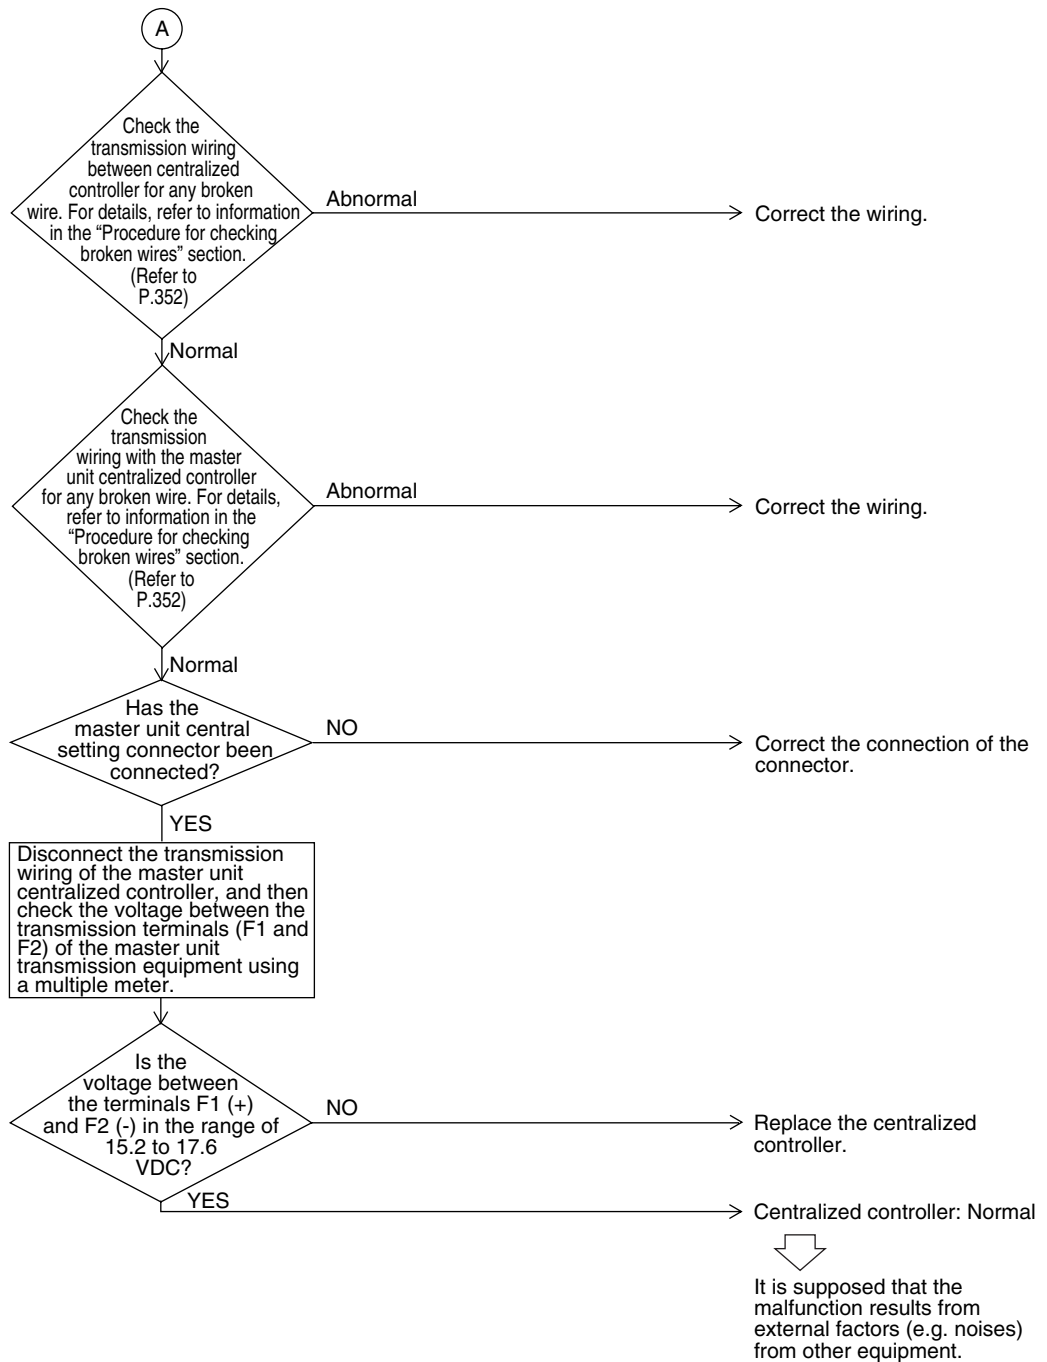 A
Check the
transmission wiring
between centralized
controller for any broken
wire. For details, refer to information
in the “Procedure for checking
broken wires” section.
(Refer to
P.352)
Abnormal
Correct the wiring.
Normal
Check the
transmission
wiring with the master
unit centralized controller
for any broken wire. For details,
refer to information in the
“Procedure for checking
broken wires” section.
(Refer to
P.352)
Abnormal
Correct the wiring.
Normal
Has the
master unit central
setting connector been
connected?
NO
Correct the connection of the
connector.
YES
Disconnect the transmission
wiring of the master unit
centralized controller, and then
check the voltage between the
transmission terminals (F1 and
F2) of the master unit
transmission equipment using
a multiple meter.
Is the
voltage between
the terminals F1 (+)
and F2 (-) in the range of
15.2 to 17.6
VDC?
NO
Replace the centralized
controller.
YES
Centralized controller: Normal
It is supposed that the
malfunction results from
external factors (e.g. noises)
from other equipment.